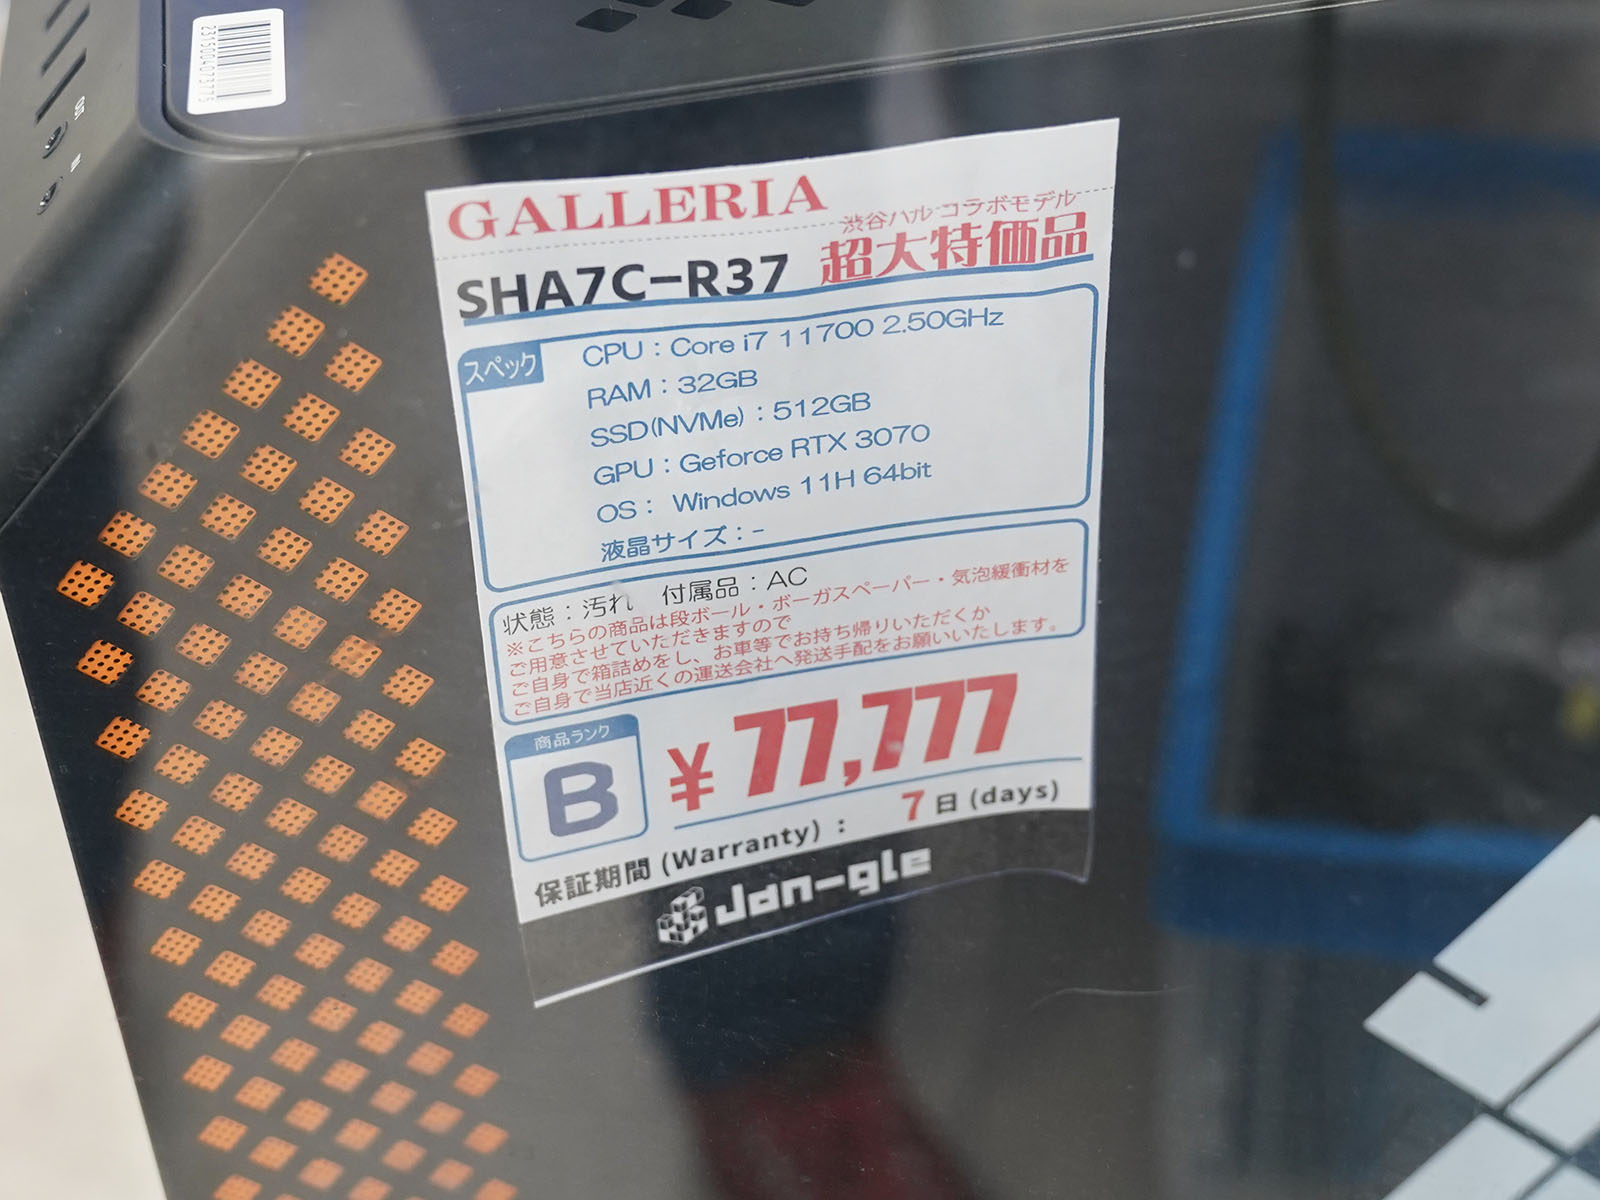 GALLERIA
渋谷ハル コラボモデル
SHA7C-R37 超大特価品
スペック
CPU：Core i7 11700 2.50GHz
RAM：32GB
SSD(NVMe)：512GB
GPU：Geforce RTX 3070
OS： Windows 11H 64bit
液晶サイズ：-
状態：汚れ 付属品：AC
※こちらの商品は段ボール・ボーガスペーパー・気泡緩衝材を
ご用意させていただきますので
ご自身で箱詰めをし、お車等でお持ち帰りいただくか
ご自身で当店近くの運送会社へ発送手配をお願いいたします。
商品ランク
B
￥77,777
保証期間 (Warranty)： 7日 (days)
Jan-gle